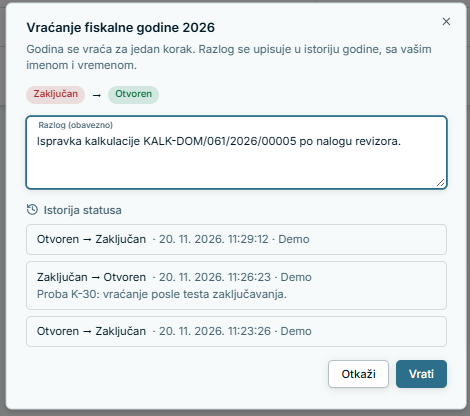 Vraćanje fiskalne godine 2026
Godina se vraća za jedan korak. Razlog se upisuje u istoriju godine, sa vašim
imenom i vremenom.
Zaključan → Otvoren
Razlog (obavezno)
Ispravka kalkulacije KALK-DOM/061/2026/00005 po nalogu revizora.
Istorija statusa
Otvoren → Zaključan · 20. 11. 2026. 11:29:12 · Demo
Zaključan → Otvoren · 20. 11. 2026. 11:26:23 · Demo
Proba K-30: vraćanje posle testa zaključavanja.
Otvoren → Zaključan · 20. 11. 2026. 11:23:26 · Demo
Otkaži Vrati